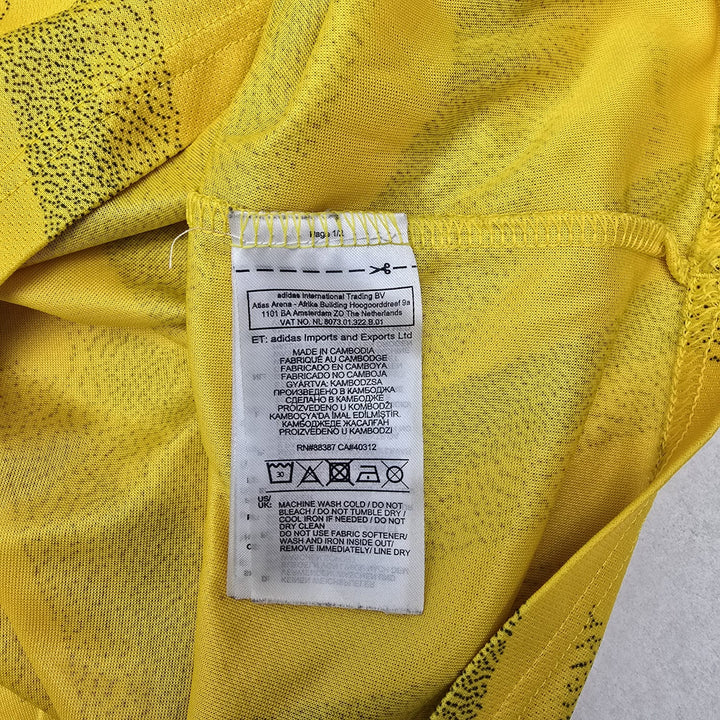 Page 1/
adidas International Trading BV
Atlas Arena - Afrika Building Hoogoorddreef 9a
1101 BA Amsterdam ZO The Netherlands
VAT NO. NL 8073.01.322.B.01
ET: adidas Imports and Exports Ltd
MADE IN CAMBODIA
FABRIQUÉ AU CAMBODGE
FABRICADO EN CAMBOYA
FABRICADO NO CAMBOJA
GYÁRTVA: KAMBODZSA
ПРОИЗВЕДЕНО В КАМБОДЖА
СДЕЛАНО В КАМБОДЖЕ
PROIZVEDENO U KOMBODŽI
KAMBOÇYA'DA İMAL EDİLMİŞTİR.
КАМБОДЖЕДЕ ЖАСАЛҒАН
PROIZVEDENO U KAMBODZI
RN#88387 CA#40312
30
US/
UK:
MACHINE WASH COLD / DO NOT
BLEACH / DO NOT TUMBLE DRY /
COOL IRON IF NEEDED / DO NOT
DRY CLEAN
DO NOT USE FABRIC SOFTENER/
WASH AND IRON INSIDE OUT/
REMOVE IMMEDIATELY/ LINE DRY